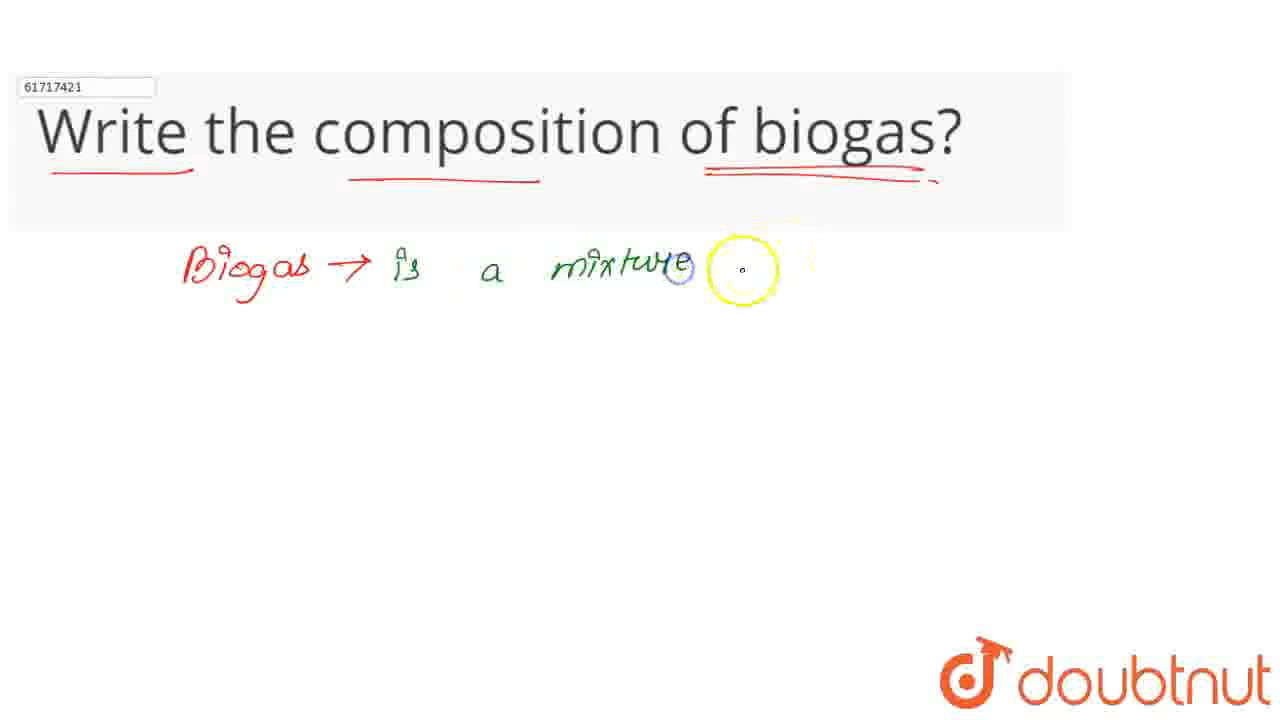 61717421
Write the composition of biogas?
Biogas → is a mixture
doubtnut